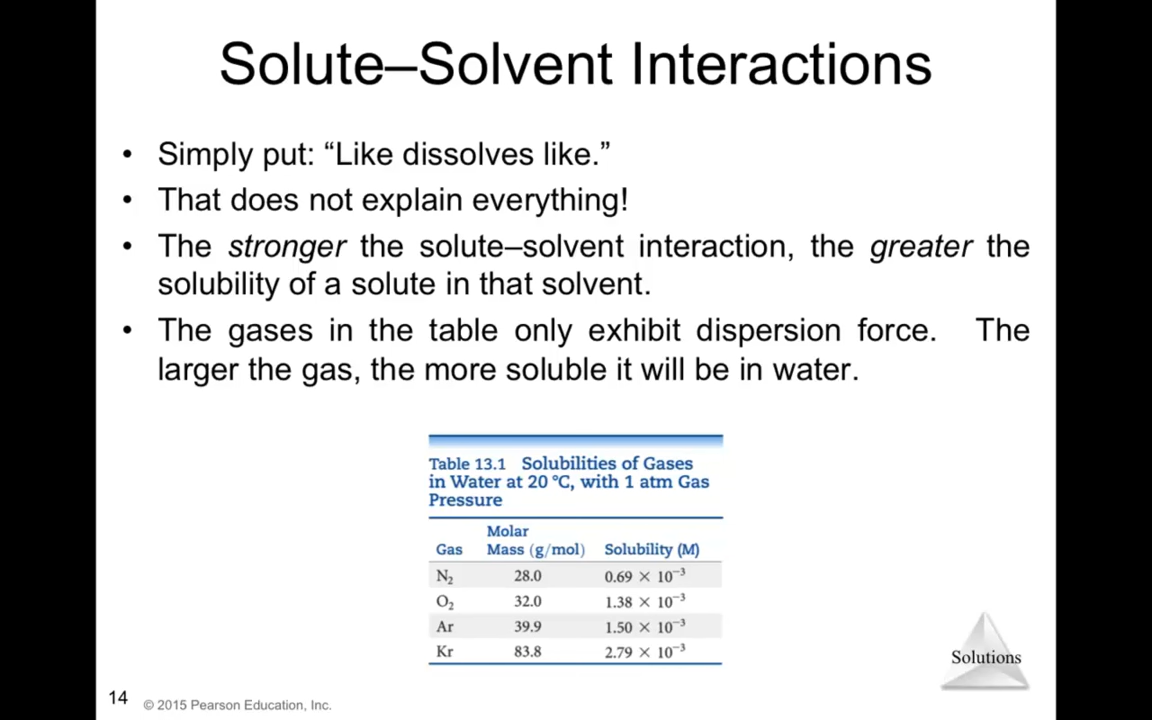 Solute–Solvent Interactions
• Simply put: “Like dissolves like.”
• That does not explain everything!
• The stronger the solute–solvent interaction, the greater the
solubility of a solute in that solvent.
• The gases in the table only exhibit dispersion force. The
larger the gas, the more soluble it will be in water.
Table 13.1 Solubilities of Gases
in Water at 20 °C, with 1 atm Gas
Pressure
Molar
Gas Mass (g/mol) Solubility (M)
N₂ 28.0 0.69 × 10⁻³
O₂ 32.0 1.38 × 10⁻³
Ar 39.9 1.50 × 10⁻³
Kr 83.8 2.79 × 10⁻³
Solutions
14 © 2015 Pearson Education, Inc.